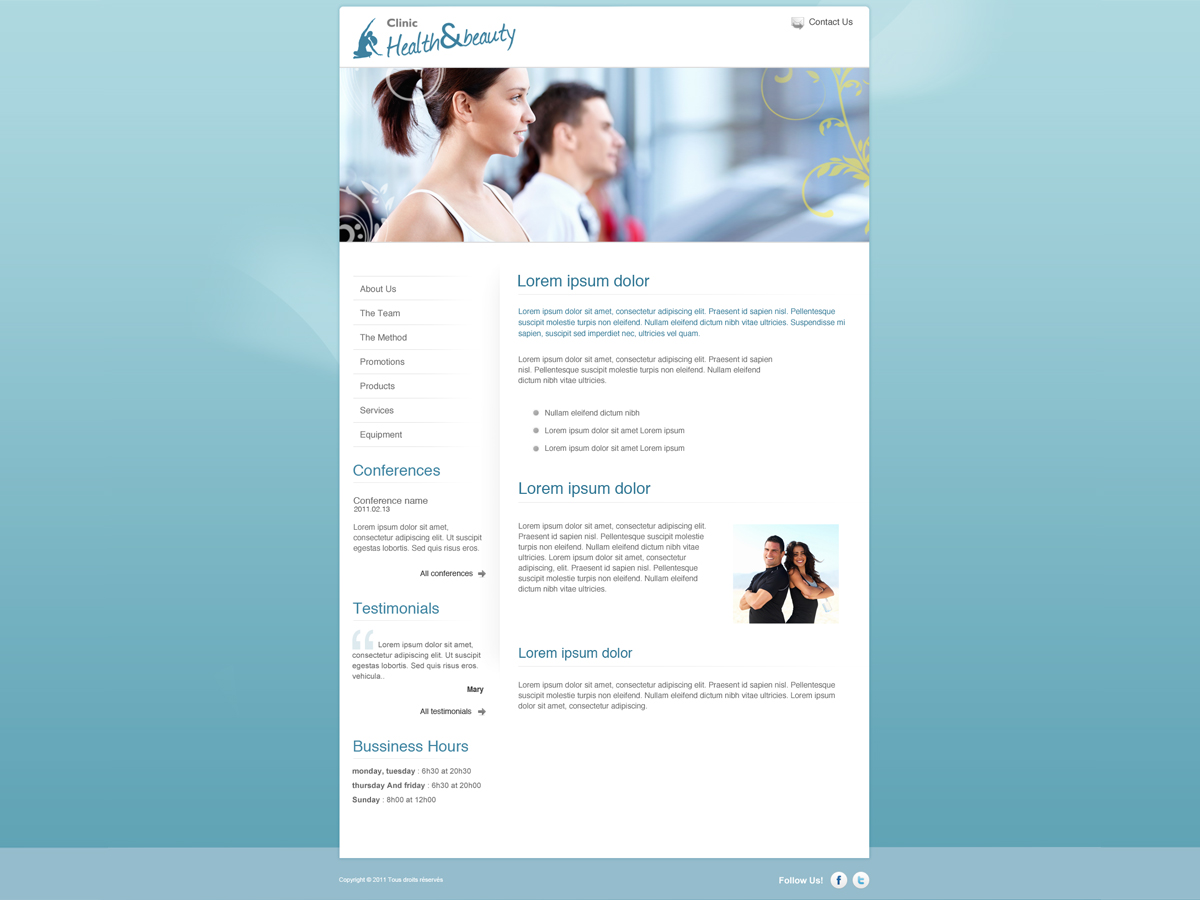 Clinic
Health&beauty
Contact Us
About Us
The Team
The Method
Promotions
Products
Services
Equipment
Conferences
Conference name
2011.02.13
Lorem ipsum dolor sit amet,
consectetur adipiscing elit. Ut suscipit
egestas lobortis. Sed quis risus eros.
All conferences
Testimonials
“ Lorem ipsum dolor sit amet,
consectetur adipiscing elit. Ut suscipit
egestas lobortis. Sed quis risus eros.
vehicula..
Mary
All testimonials
Bussiness Hours
monday, tuesday : 6h30 at 20h30
thursday And friday : 6h30 at 20h00
Sunday : 8h00 at 12h00
Lorem ipsum dolor
Lorem ipsum dolor sit amet, consectetur adipiscing elit. Praesent id sapien nisl. Pellentesque
suscipit molestie turpis non eleifend. Nullam eleifend dictum nibh vitae ultricies. Suspendisse mi
sapien, suscipit sed imperdiet nec, ultricies vel quam.
Lorem ipsum dolor sit amet, consectetur adipiscing elit. Praesent id sapien
nisl. Pellentesque suscipit molestie turpis non eleifend. Nullam eleifend
dictum nibh vitae ultricies.
Nullam eleifend dictum nibh
Lorem ipsum dolor sit amet Lorem ipsum
Lorem ipsum dolor sit amet Lorem ipsum
Lorem ipsum dolor
Lorem ipsum dolor sit amet, consectetur adipiscing elit.
Praesent id sapien nisl. Pellentesque suscipit molestie
turpis non eleifend. Nullam eleifend dictum nibh vitae
ultricies. Lorem ipsum dolor sit amet, consectetur
adipiscing, elit. Praesent id sapien nisl. Pellentesque
suscipit molestie turpis non eleifend. Nullam eleifend
dictum nibh vitae ultricies.
Lorem ipsum dolor
Lorem ipsum dolor sit amet, consectetur adipiscing elit. Praesent id sapien nisl. Pellentesque
suscipit molestie turpis non eleifend. Nullam eleifend dictum nibh vitae ultricies. Lorem ipsum
dolor sit amet, consectetur adipiscing.
Copyright © 2011 Tous droits réservés
Follow Us! f t